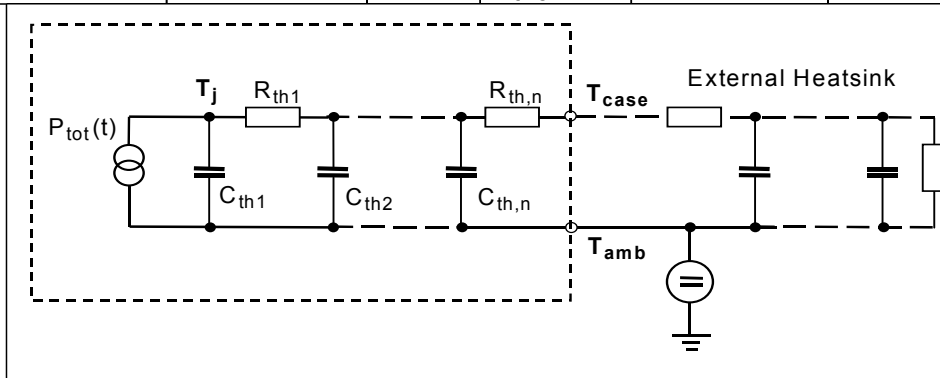 External Heatsink
T_j R_th1 R_th,n T_case
P_tot(t)
C_th1 C_th2 C_th,n
T_amb